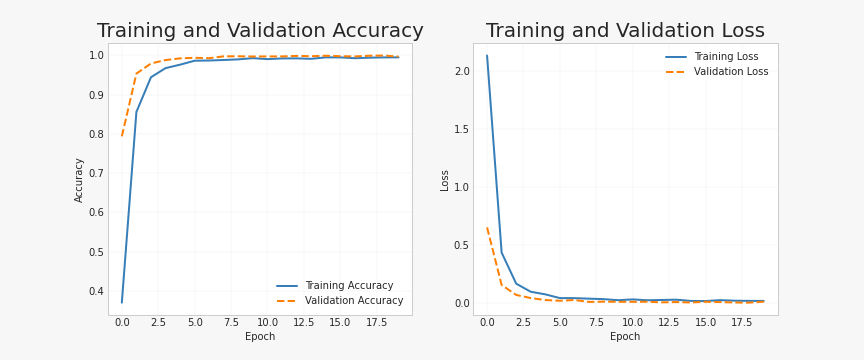 Training and Validation Accuracy
1.0
0.9
0.8
0.7
0.6
0.5
0.4
Accuracy
Training Accuracy
Validation Accuracy
0.0 2.5 5.0 7.5 10.0 12.5 15.0 17.5
Epoch
Training and Validation Loss
Training Loss
Validation Loss
2.0
1.5
1.0
0.5
0.0
Loss
0.0 2.5 5.0 7.5 10.0 12.5 15.0 17.5
Epoch